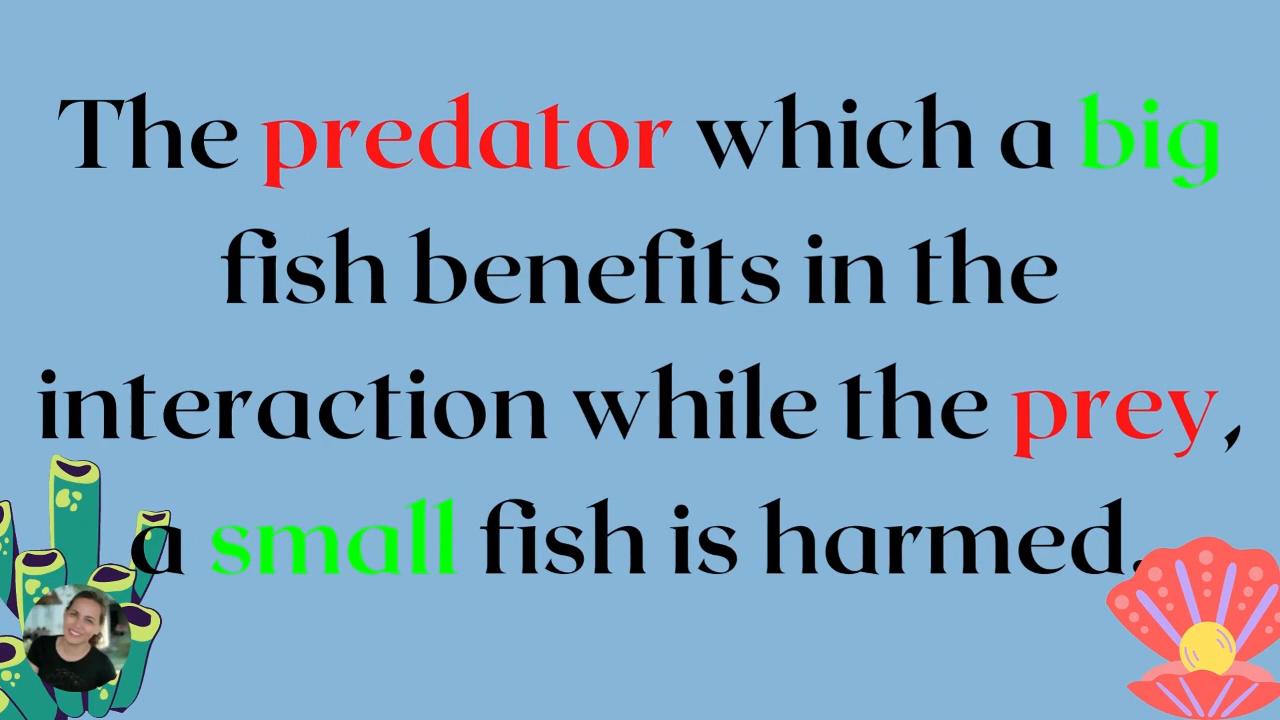 The predator which a big
fish benefits in the
interaction while the prey,
a small fish is harmed.